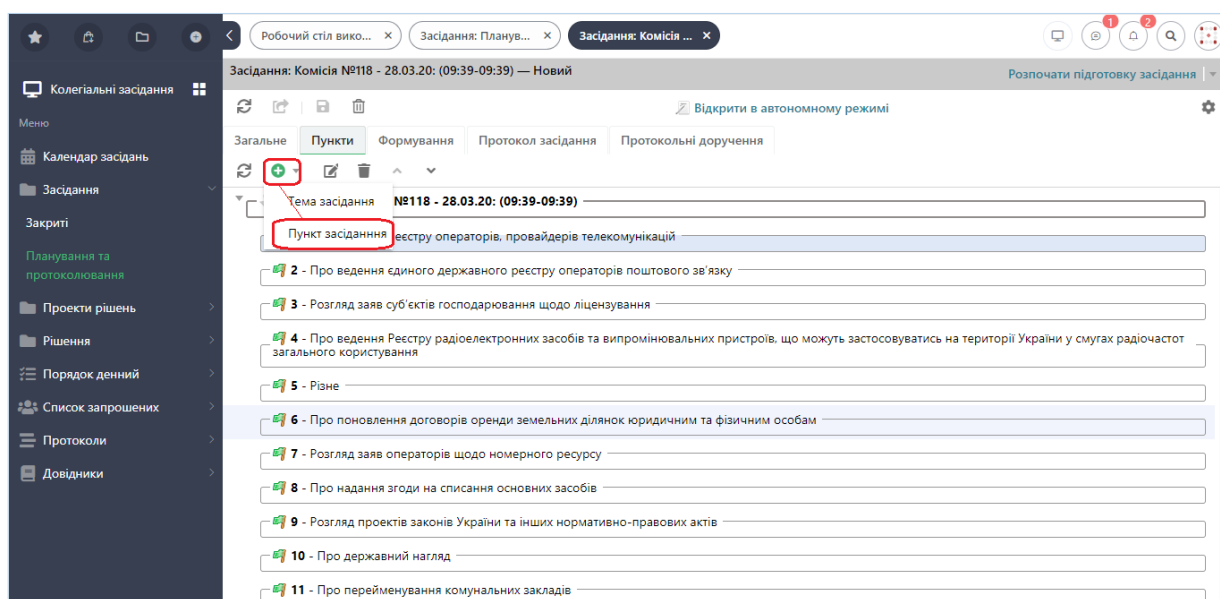 Робочий стіл вико... ×
Засідання: Планув... ×
Засідання: Комісія ... ×
1
2
Колегіальні засідання
Засідання: Комісія №118 - 28.03.20: (09:39-09:39) — Новий
Розпочати підготовку засідання
Меню
Відкрити в автономному режимі
Календар засідань
Загальне
Пункти
Формування
Протокол засідання
Протокольні доручення
Засідання
Закриті
Планування та
протоколювання
Проекти рішень
Рішення
Порядок денний
Список запрошених
Протоколи
Довідники
Тема засідання
№118 - 28.03.20: (09:39-09:39)
Пункт засіданння
еєстру операторів, провайдерів телекомунікацій
2 - Про ведення єдиного державного реєстру операторів поштового зв’язку
3 - Розгляд заяв суб’єктів господарювання щодо ліцензування
4 - Про ведення Реєстру радіоелектронних засобів та випромінювальних пристроїв, що можуть застосовуватись на території України у смугах радіочастот
загального користування
5 - Різне
6 - Про поновлення договорів оренди земельних ділянок юридичним та фізичним особам
7 - Розгляд заяв операторів щодо номерного ресурсу
8 - Про надання згоди на списання основних засобів
9 - Розгляд проектів законів України та інших нормативно-правових актів
10 - Про державний нагляд
11 - Про перейменування комунальних закладів